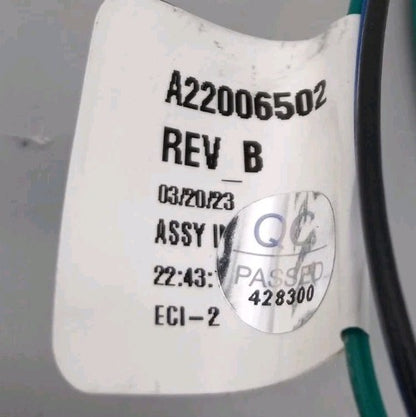 A22006502
REV_B
03/20/23
ASSY
22:43:
ECI-2
QC
PASSED
428300